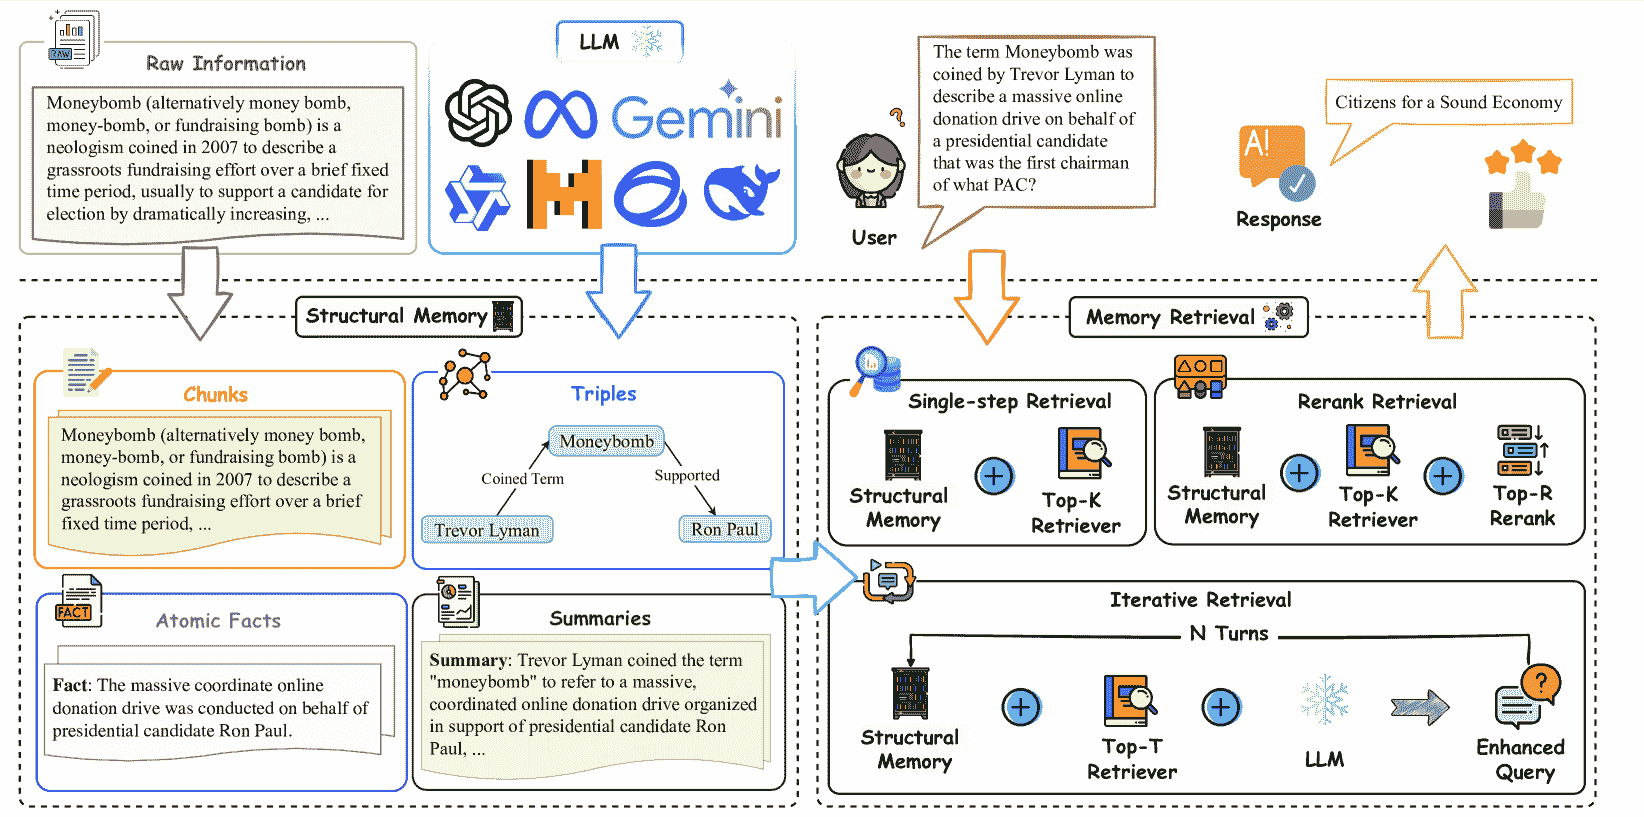 RAW
Raw Information
Moneybomb (alternatively money bomb,
money-bomb, or fundraising bomb) is a
neologism coined in 2007 to describe a
grassroots fundraising effort over a brief fixed
time period, usually to support a candidate for
election by dramatically increasing, ...
LLM
Gemini
User
The term Moneybomb was
coined by Trevor Lyman to
describe a massive online
donation drive on behalf of
a presidential candidate
that was the first chairman
of what PAC?
A!
Response
Citizens for a Sound Economy
Structural Memory
Chunks
Moneybomb (alternatively money bomb,
money-bomb, or fundraising bomb) is a
neologism coined in 2007 to describe a
grassroots fundraising effort over a brief
fixed time period, ...
Triples
Moneybomb
Coined Term
Supported
Trevor Lyman
Ron Paul
FACT
Atomic Facts
Fact: The massive coordinate online
donation drive was conducted on behalf of
presidential candidate Ron Paul.
Summaries
Summary: Trevor Lyman coined the term
"moneybomb" to refer to a massive,
coordinated online donation drive organized
in support of presidential candidate Ron
Paul, ...
Memory Retrieval
Single-step Retrieval
Structural
Memory
Top-K
Retriever
Rerank Retrieval
Structural
Memory
Top-K
Retriever
Top-R
Rerank
Iterative Retrieval
N Turns
Structural
Memory
Top-T
Retriever
LLM
Enhanced
Query